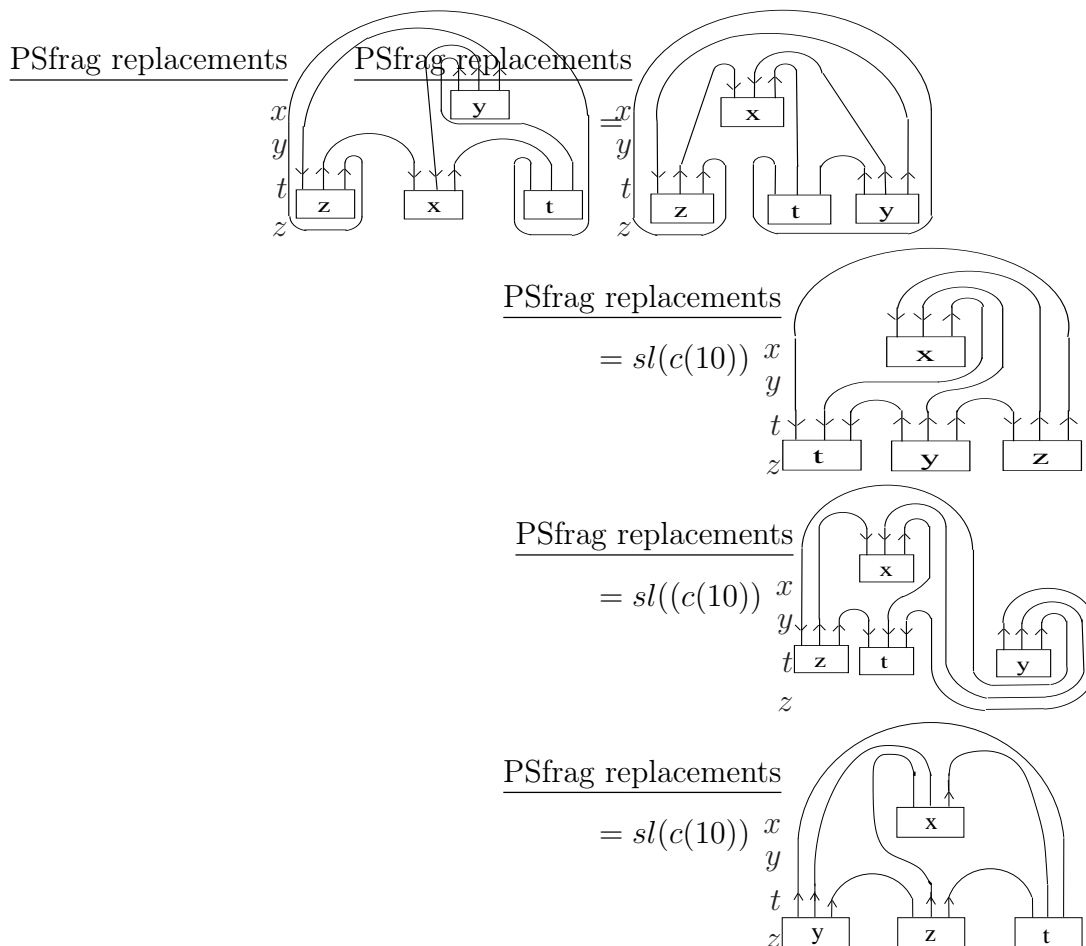 PSfrag replacements PSfrag replacements
y
x = x
x
y y
t t
z x t z t y
z z
PSfrag replacements
= sl(c(10)) x x
y
t
z t y z
PSfrag replacements
x
= sl((c(10)) x
y
t z t y
z
PSfrag replacements
= sl(c(10)) x x
y
t
z y z t